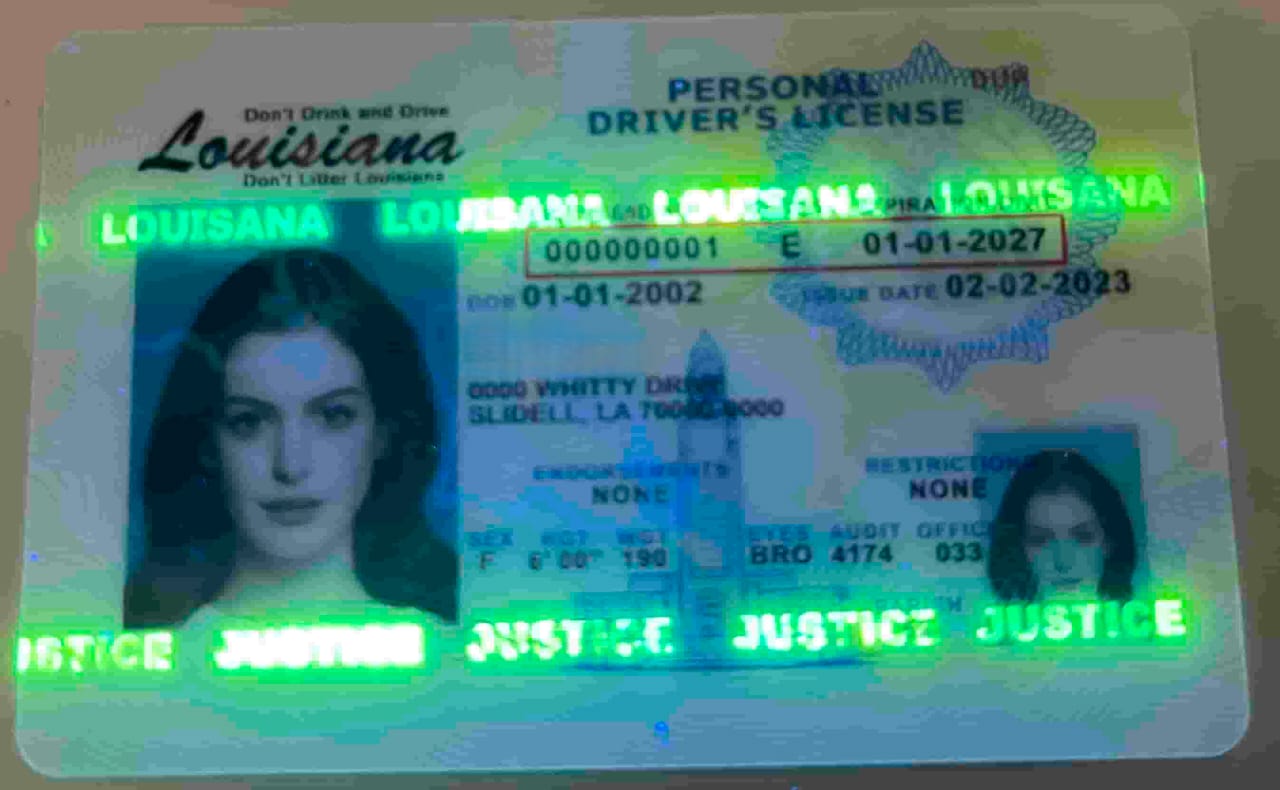 PERSONAL
DUP
DRIVER'S LICENSE
Don't Drink and Drive
Louisiana
Don't Litter Louisiana
LOUISANA LOUISANA LOUISANA LOUISANA
000000001 E 01-01-2027
DOB 01-01-2002 ISSUE DATE 02-02-2023
0000 WHITTY DRIVE
SLIDELL, LA 70000-0000
ENDORSEMENTS RESTRICTIONS
NONE NONE
SEX HGT WGT EYES AUDIT OFFIC
F 6'00" 190 BRO 4174 033
USTICE JUSTICE JUSTICE JUSTICE JUSTICE